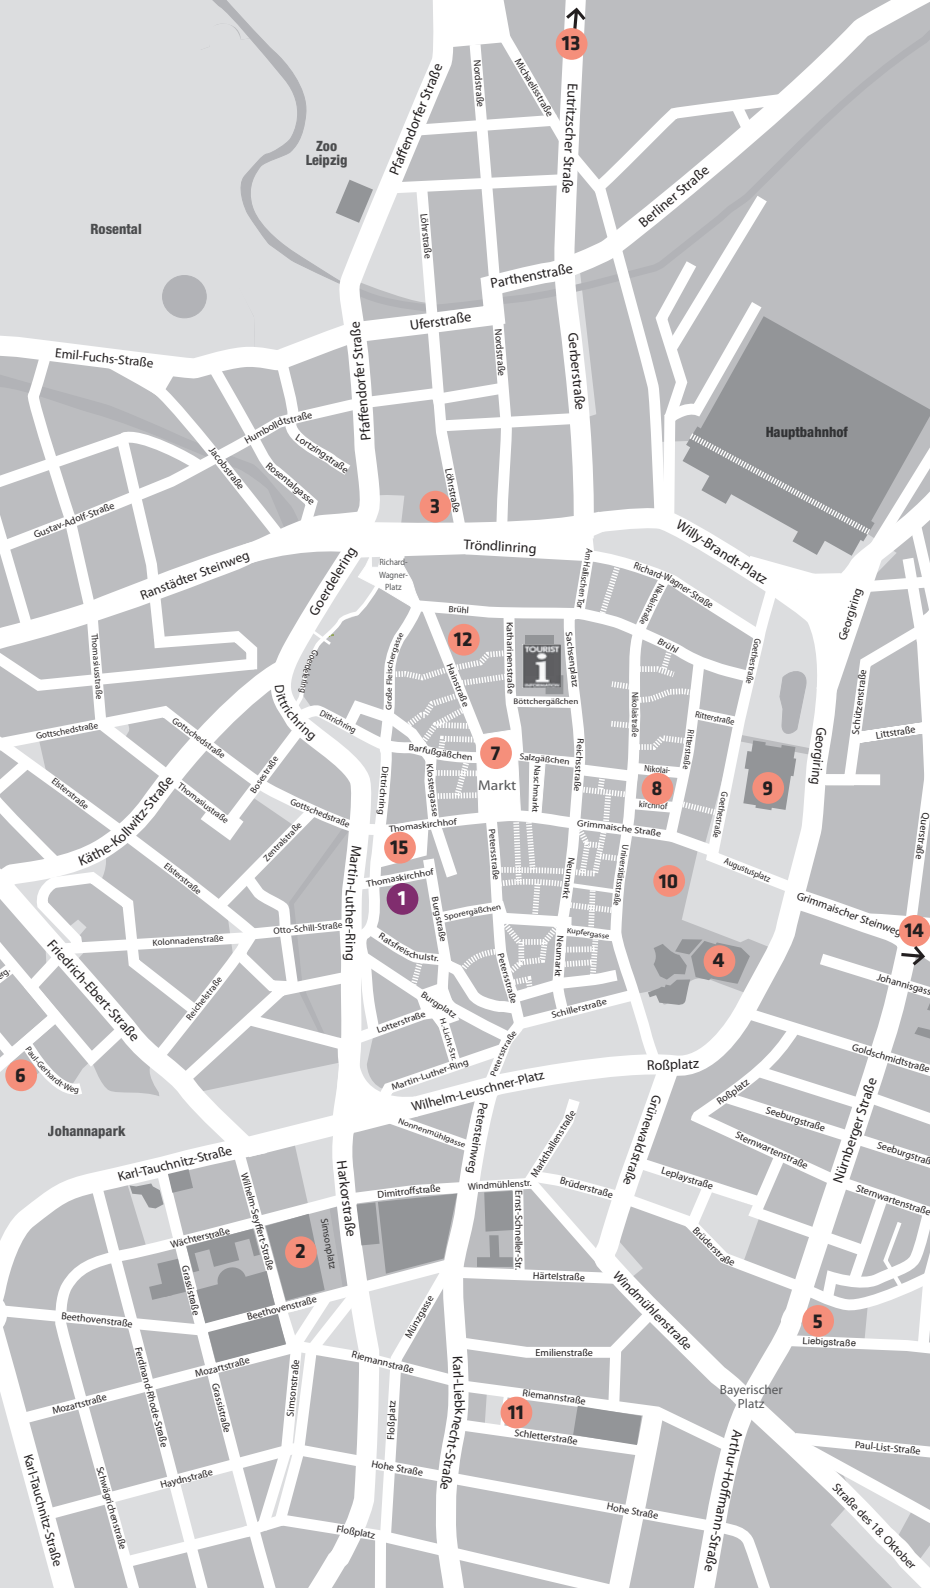 13
Pfaffendorfer Straße
Nordstraße
Michaelisstraße
Eutritzscher Straße
Zoo
Leipzig
Rosental
Löhrstraße
Berliner Straße
Parthenstraße
Uferstraße
Emil-Fuchs-Straße
Pfaffendorfer Straße
Nordstraße
Gerberstraße
Humboldtstraße
Lortzingstraße
Jacobstraße
Rosentalgasse
Hauptbahnhof
Gustav-Adolf-Straße
Löhrstraße
3
Tröndlinring
Willy-Brandt-Platz
Ranstädter Steinweg
Goerdelering
Richard-
Wagner-
Platz
Am Hallischen Tor
Richard-Wagner-Straße
Nikolaistraße
Georgiring
Brühl
12
Katharinenstraße
TOURIST
i
Sachsenplatz
Brühl
Goethestraße
Thomasiusstraße
Goerdelering
Große Fleischergasse
Hainstraße
Böttchergäßchen
Nikolaistraße
Ritterstraße
Schützenstraße
Dittrichring
Dittrichring
Gottschedstraße
Gottschedstraße
Littstraße
Barfußgäßchen
7
Markt
Salzgäßchen
Reichsstraße
Ritterstraße
Georgiring
Nikolai-
8
kirchhof
9
Bosestraße
Elsterstraße
Thomasiustraße
Dittrichring
Klostergasse
Naschmarkt
Goethestraße
Gottschedstraße
Käthe-Kollwitz-Straße
Zentralstraße
Thomaskirchhof
Grimmaische Straße
Querstraße
15
Petersstraße
Neumarkt
Universitätsstraße
Augustusplatz
Elsterstraße
Martin-Luther-Ring
Thomaskirchhof
1
Burgstraße
Sporergäßchen
10
Grimmaischer Steinweg
14
Otto-Schill-Straße
Kolonnadenstraße
Kupfergasse
Ratsfreischulstr.
Neumarkt
4
Friedrich-Ebert-Straße
Reichelstraße
Petersstraße
Johannisgass
Burgplatz
Schillerstraße
Lotterstraße
H.-Licht-Str.
Petersstraße
Goldschmidtstraße
6
Paul-Gerhardt-Weg
Martin-Luther-Ring
Roßplatz
Wilhelm-Leuschner-Platz
Roßplatz
Johannapark
Nonnenmühlgasse
Petersteinweg
Markthallenstraße
Grünewaldstraße
Seeburgstraße
Seeburgstraß
Sternwartenstraße
Nürnberger Straße
Karl-Tauchnitz-Straße
Harkorstraße
Wilhelm-Seyffert-Straße
Dimitroffstraße
Windmühlenstr.
Brüderstraße
Leplaystraße
Sternwartenstraße
Ernst-Schneller-Str.
Wächterstraße
2
Simsonplatz
Brüderstraße
Grassistraße
Beethovenstraße
Härtelstraße
Windmühlenstraße
Beethovenstraße
Münzgasse
5
Liebigstraße
Ferdinand-Rhode-Straße
Mozartstraße
Riemannstraße
Emilienstraße
Karl-Liebknecht-Straße
Simsonstraße
Mozartstraße
Grassistraße
Bayerischer
Platz
Riemannstraße
11
Floßplatz
Schletterstraße
Arthur-Hoffmann-Straße
Paul-List-Straße
Karl-Tauchnitz-Straße
Schwägrichenstraße
Haydnstraße
Hohe Straße
Straße des 18. Oktober
Hohe Straße
Floßplatz